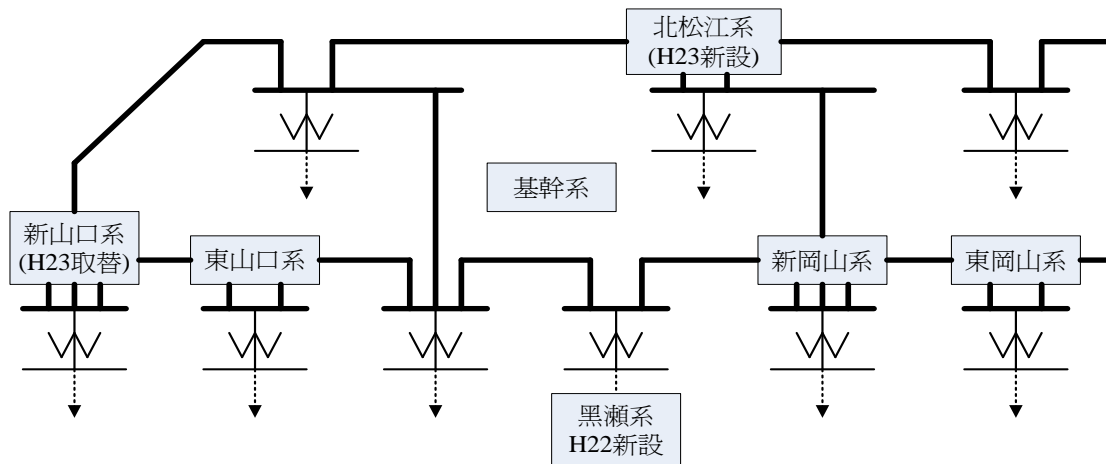 北松江系
(H23新設)
基幹系
新山口系
(H23取替)
東山口系
新岡山系
東岡山系
黒瀬系
H22新設